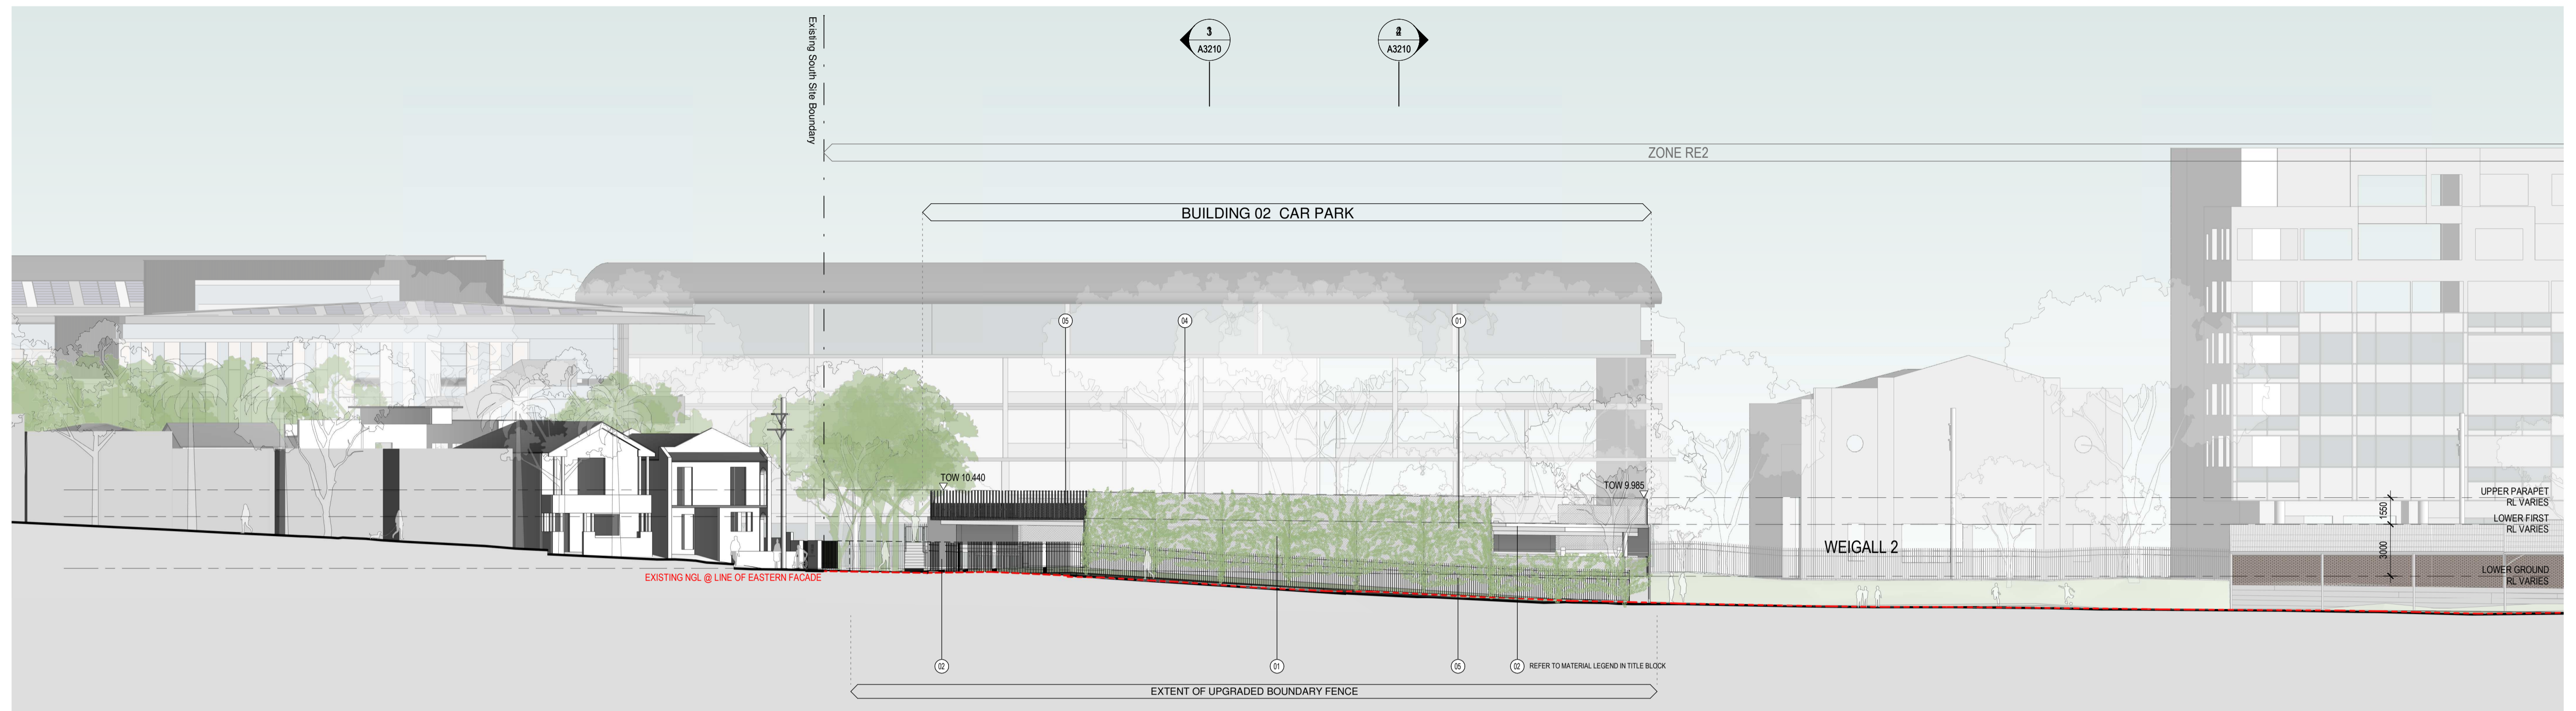 Existing South Site Boundary
A3210
A3210
ZONE RE2
BUILDING 02 CAR PARK
05
04
01
TOW 10.440
TOW 9.985
UPPER PARAPET
RL VARIES
1550
LOWER FIRST
RL VARIES
WEIGALL 2
3000
LOWER GROUND
RL VARIES
EXISTING NGL @ LINE OF EASTERN FACADE
02
01
05
02
REFER TO MATERIAL LEGEND IN TITLE BLOCK
EXTENT OF UPGRADED BOUNDARY FENCE